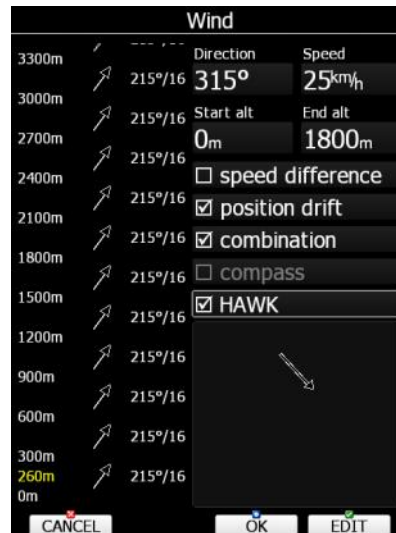 Wind
3300m
3000m
2700m
2400m
2100m
1800m
1500m
1200m
900m
600m
300m
260m
0m
215°/16
215°/16
215°/16
215°/16
215°/16
215°/16
215°/16
215°/16
215°/16
215°/16
215°/16
Direction Speed
315° 25km/h
Start alt End alt
0m 1800m
speed difference
position drift
combination
compass
HAWK
CANCEL OK EDIT